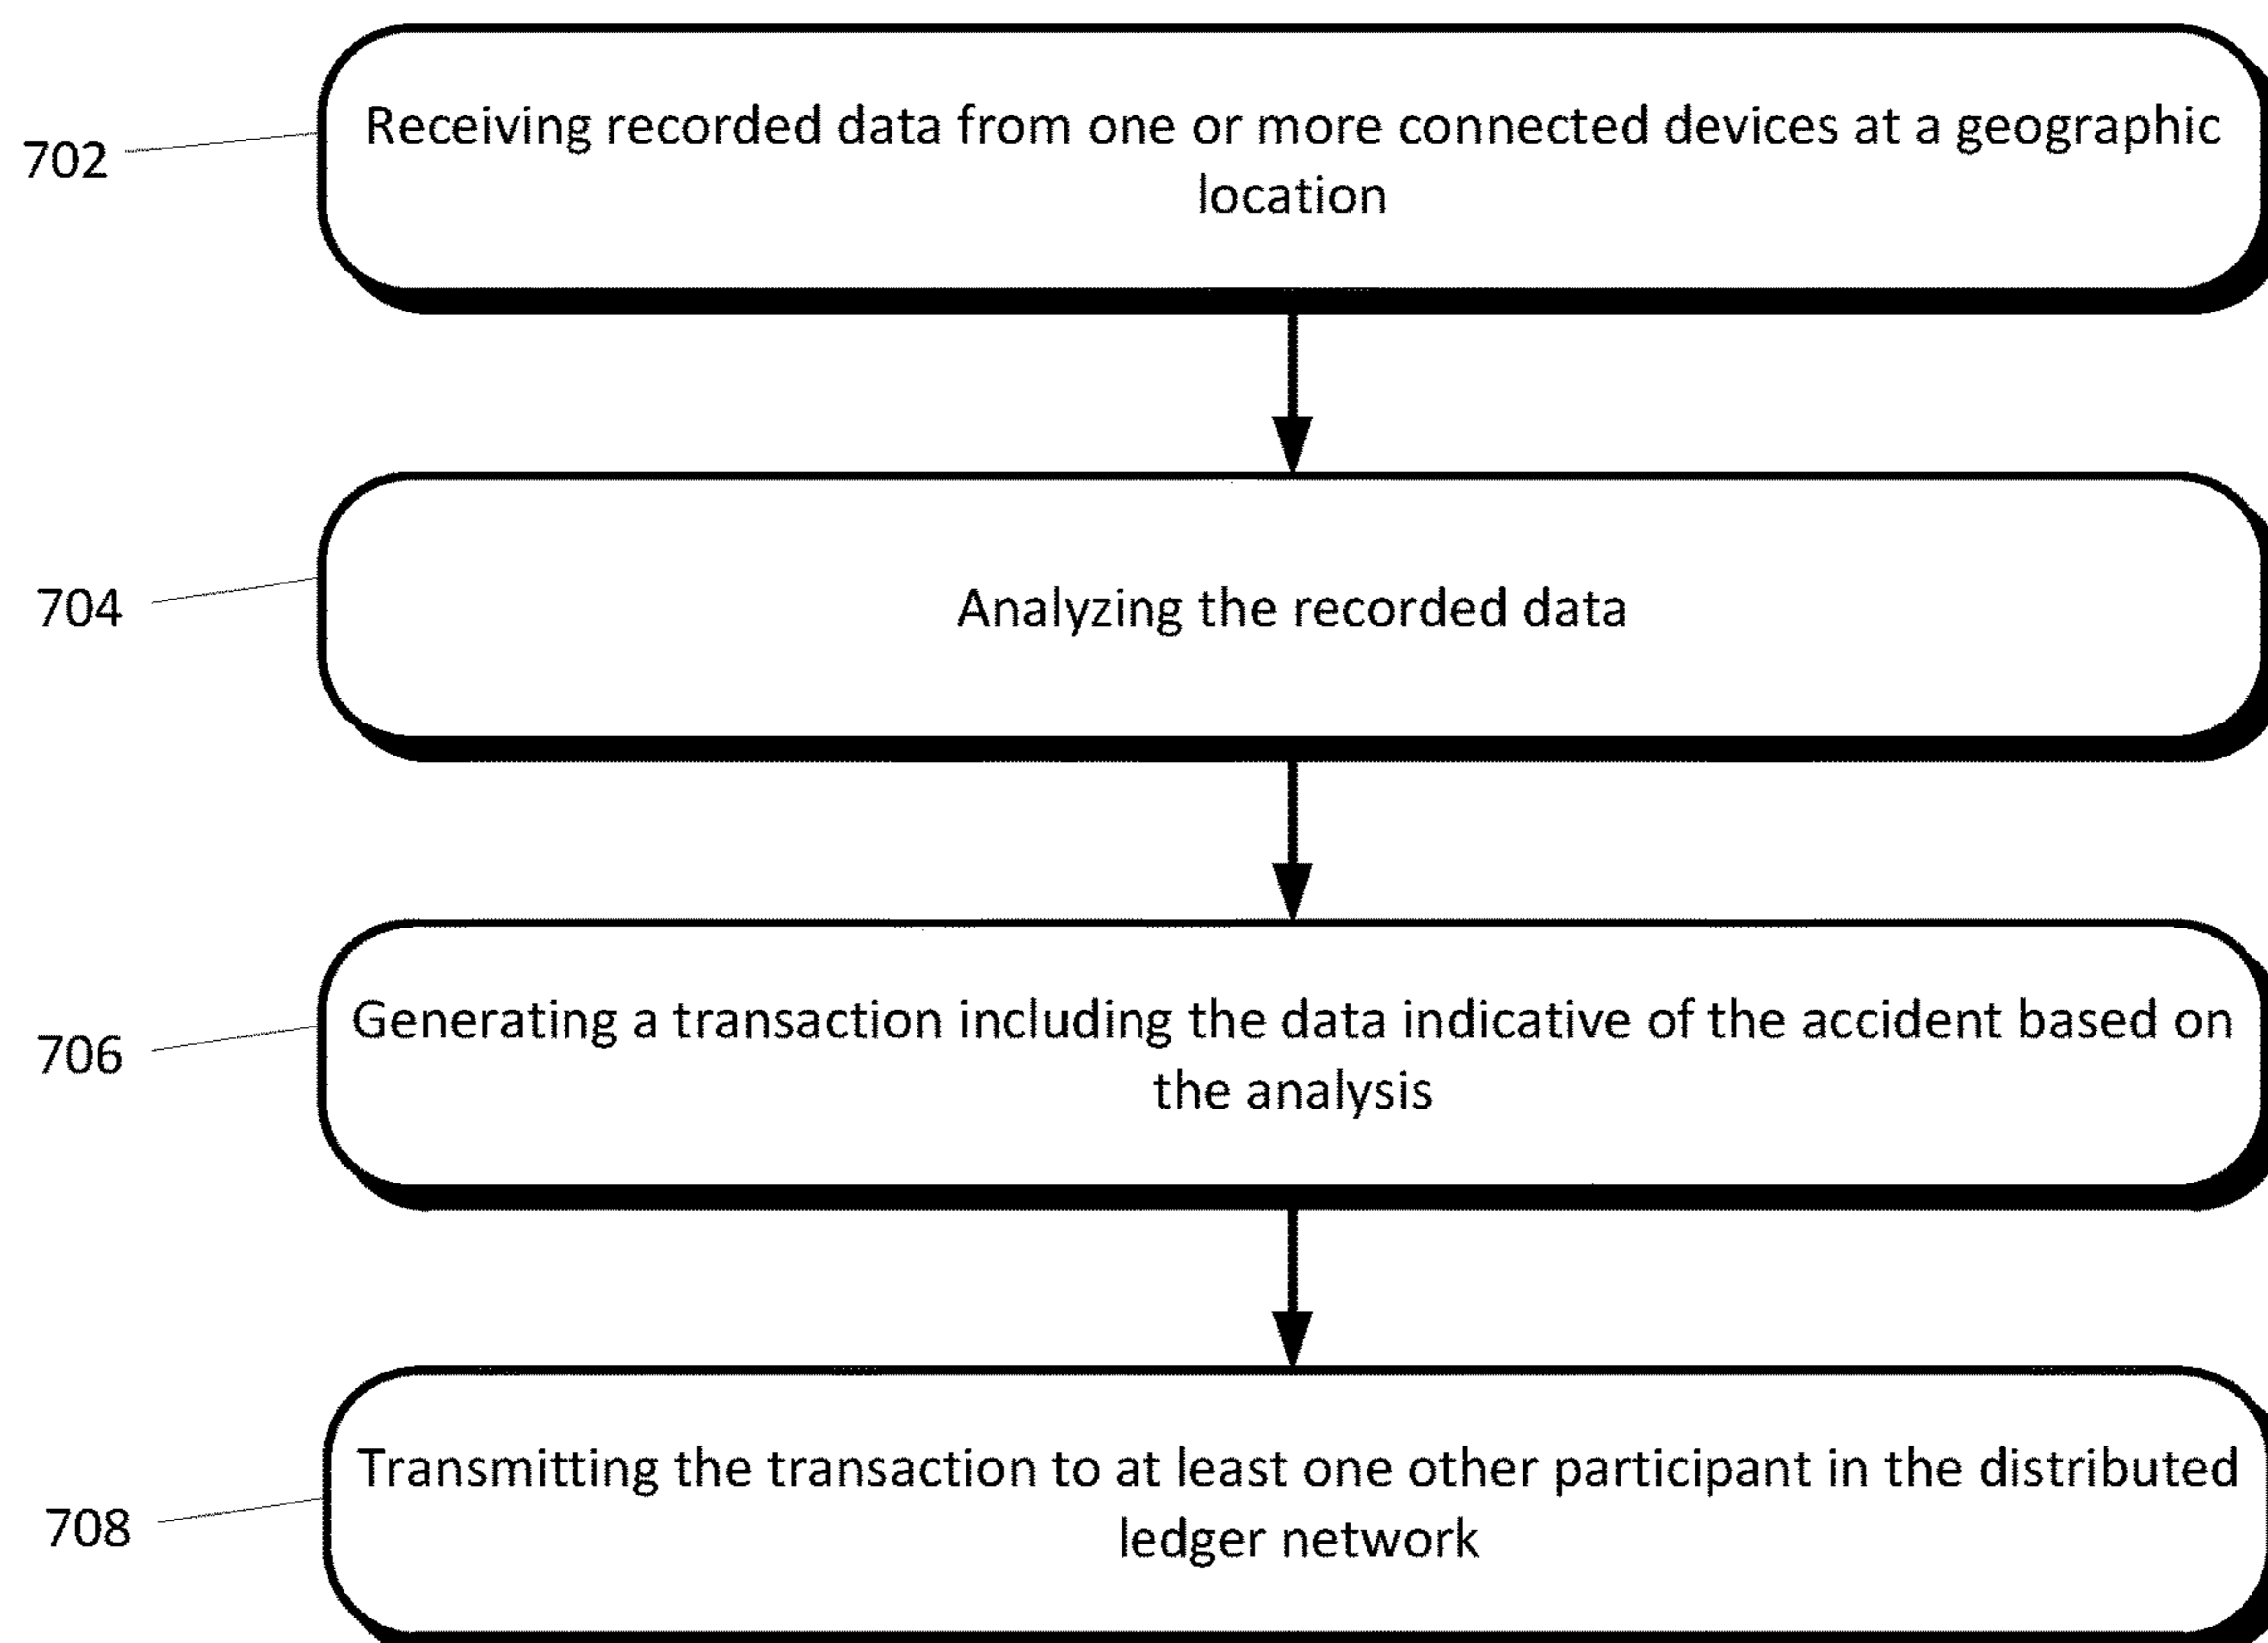 702
Receiving recorded data from one or more connected devices at a geographic
location
704
Analyzing the recorded data
706
Generating a transaction including the data indicative of the accident based on
the analysis
708
Transmitting the transaction to at least one other participant in the distributed
ledger network